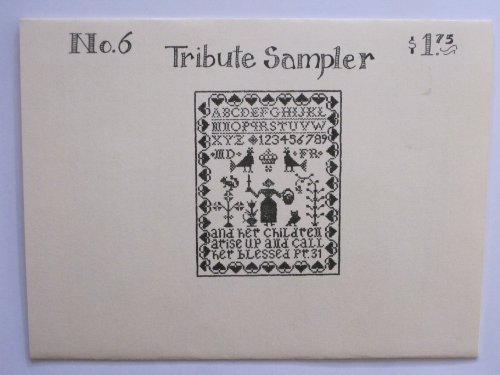 No.6
Tribute Sampler
$1.75
ABCDEFGHIJKL
MNOPQRSTUVW
XYZ 123456789
MD FR
and her children
arise up and call
her blessed Pr.31